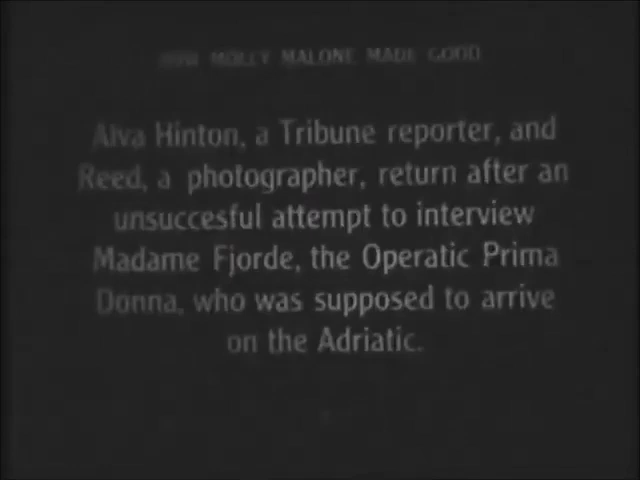 HOW MOLLY MALONE MADE GOOD
Alva Hinton, a Tribune reporter, and
Reed, a photographer, return after an
unsuccesful attempt to interview
Madame Fjorde, the Operatic Prima
Donna, who was supposed to arrive
on the Adriatic.